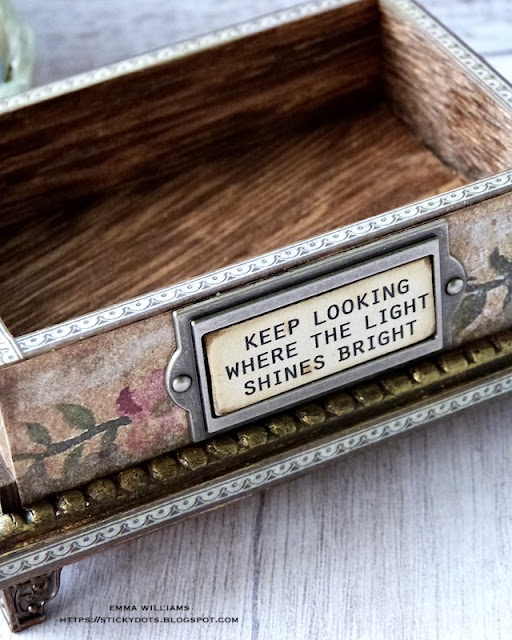 KEEP LOOKING
WHERE THE LIGHT
SHINES BRIGHT
EMMA WILLIAMS
HTTPS://STICKYDOTS.BLOGSPOT.COM